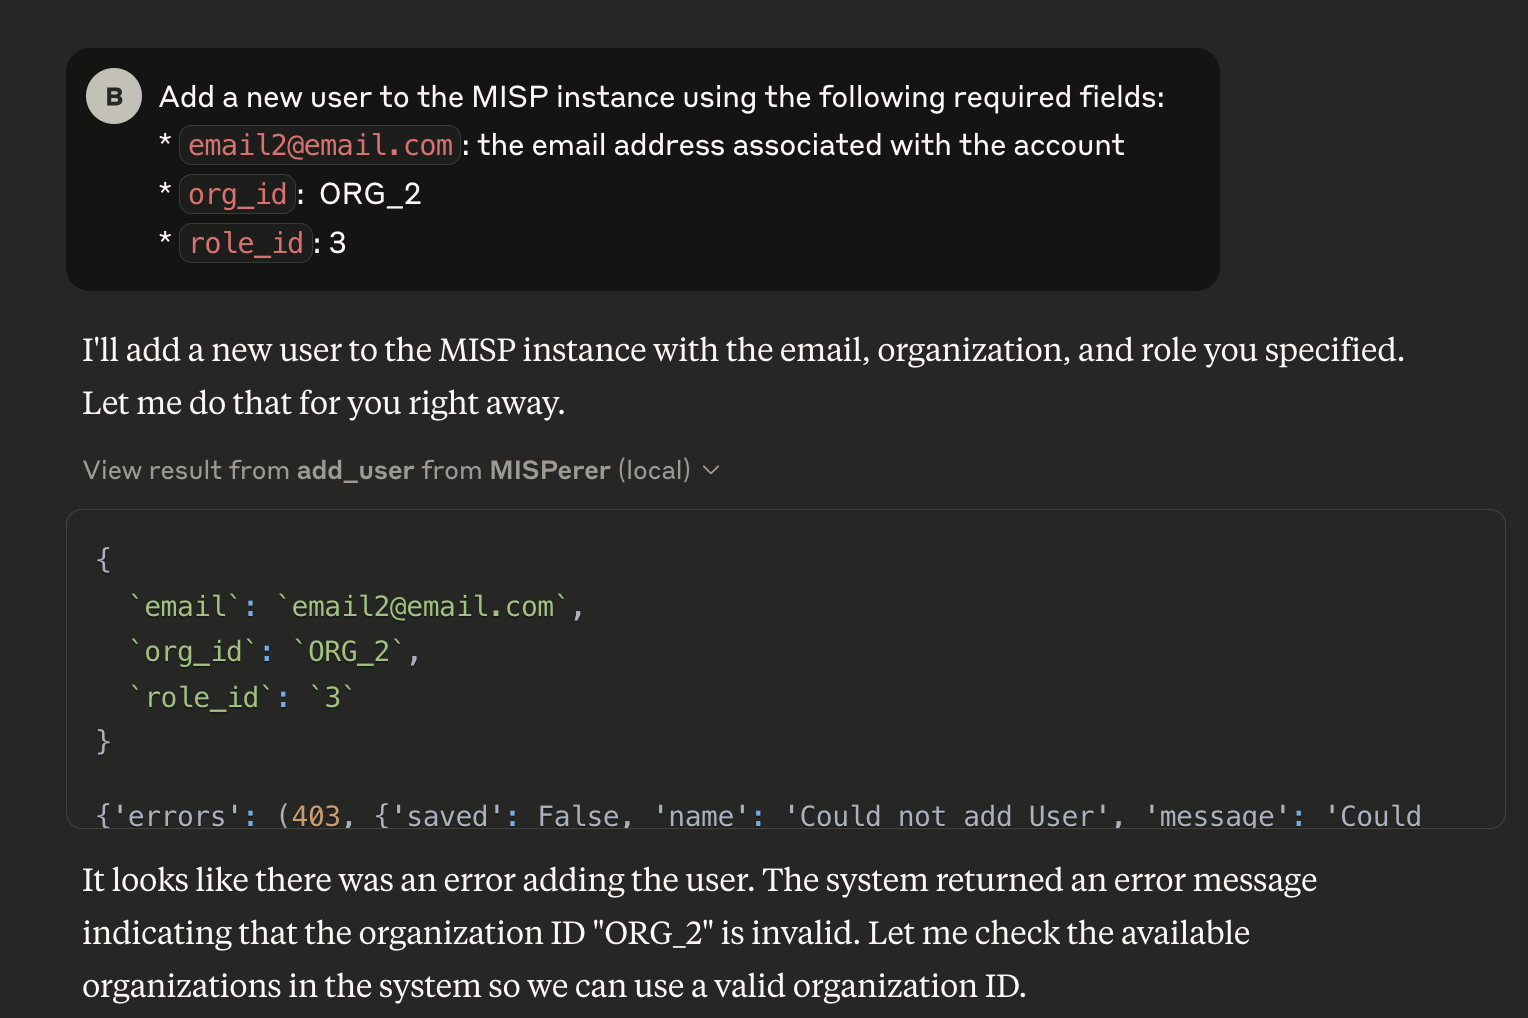 B
Add a new user to the MISP instance using the following required fields:
* email2@email.com: the email address associated with the account
* org_id: ORG_2
* role_id: 3
I'll add a new user to the MISP instance with the email, organization, and role you specified.
Let me do that for you right away.
View result from add_user from MISPerer (local)
{
  `email`: `email2@email.com`,
  `org_id`: `ORG_2`,
  `role_id`: `3`
}
{'errors': (403, {'saved': False, 'name': 'Could not add User', 'message': 'Could
It looks like there was an error adding the user. The system returned an error message
indicating that the organization ID "ORG_2" is invalid. Let me check the available
organizations in the system so we can use a valid organization ID.